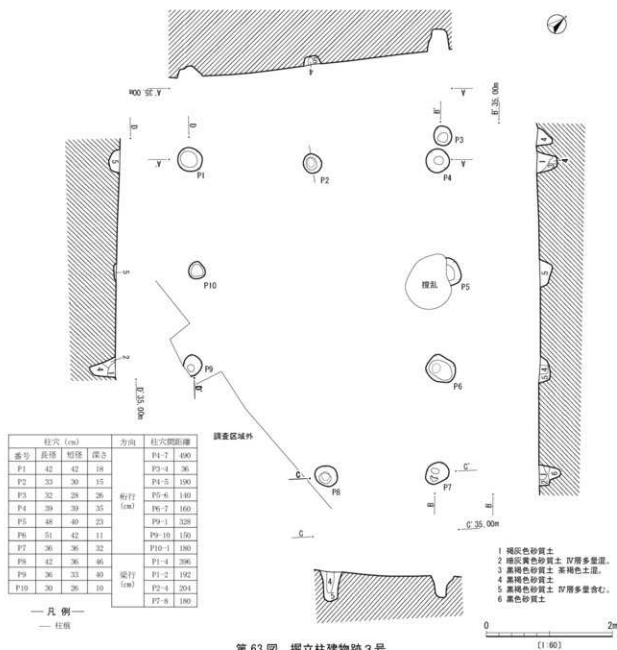 A' 35.00m
A
B' 35.00m
D
D
A'
A
B'
P1
P2
P3
P4
P10
P5
撹乱
P9
P6
D' 35.00m
D'
調査区域外
C
C'
P8
P7
B
B
C
C' 35.00m
柱穴 (cm) 方向 柱穴間距離
番号 長径 短径 深さ
P1 42 42 18
P2 33 30 15
P3 32 28 26
P4 39 39 35
P5 48 40 23
P6 51 42 11
P7 36 36 32
P8 42 36 46
P9 36 33 40
P10 30 26 10
桁行 (cm)
P4-7 490
P3-4 36
P4-5 190
P5-6 140
P6-7 160
P9-1 328
P9-10 150
P10-1 180
梁行 (cm)
P1-4 396
P1-2 192
P2-4 204
P7-8 180
― 凡 例 ―
― 柱痕
1 褐灰色砂質土
2 暗灰黄色砂質土 Ⅳ層多量混。
3 黒褐色砂質土 茶褐色土混。
4 黒褐色砂質土
5 黒褐色砂質土 Ⅳ層多量含む。
6 黒色砂質土
0 2m
[1:60]
第63図 掘立柱建物跡3号